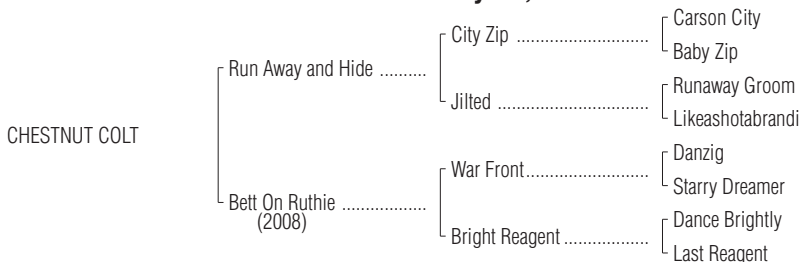 Carson City
City Zip ..............................
Baby Zip
Run Away and Hide ..........
Runaway Groom
Jilted ..................................
Likeashotabrandi
CHESTNUT COLT
Danzig
War Front............................
Starry Dreamer
Bett On Ruthie ..................
(2008)
Dance Brightly
Bright Reagent ...................
Last Reagent